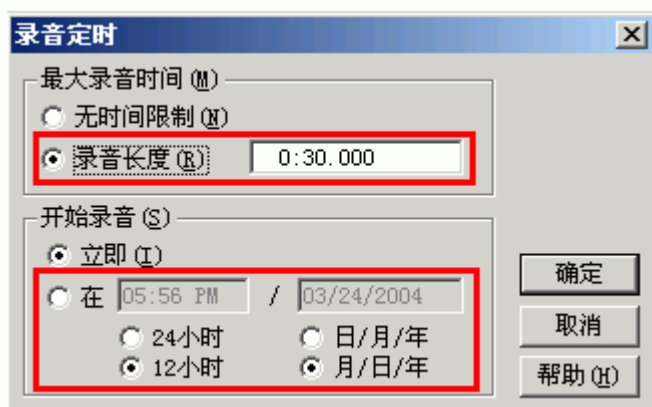 录音定时
最大录音时间(M)
无时间限制(N)
录音长度(R) 0:30.000
开始录音(S)
立即(I)
在 05:56 PM / 03/24/2004
24小时 日/月/年
12小时 月/日/年
确定
取消
帮助(H)